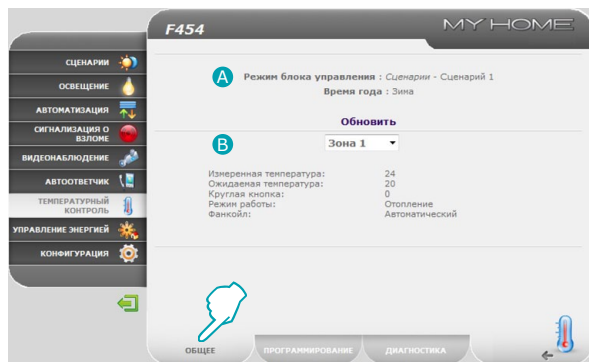 F454
MY HOME
СЦЕНАРИИ
ОСВЕЩЕНИЕ
АВТОМАТИЗАЦИЯ
СИГНАЛИЗАЦИЯ О
ВЗЛОМЕ
ВИДЕОНАБЛЮДЕНИЕ
АВТООТВЕТЧИК
ТЕМПЕРАТУРНЫЙ
КОНТРОЛЬ
УПРАВЛЕНИЕ ЭНЕРГИЕЙ
КОНФИГУРАЦИЯ
A Режим блока управления : Сценарии - Сценарий 1
Время года : Зима
Обновить
B Зона 1
Измеренная температура: 24
Ожидаемая температура: 20
Круглая кнопка: 0
Режим работы: Отопление
Фанкойл: Автоматический
ОБЩЕЕ ПРОГРАММИРОВАНИЕ ДИАГНОСТИКА